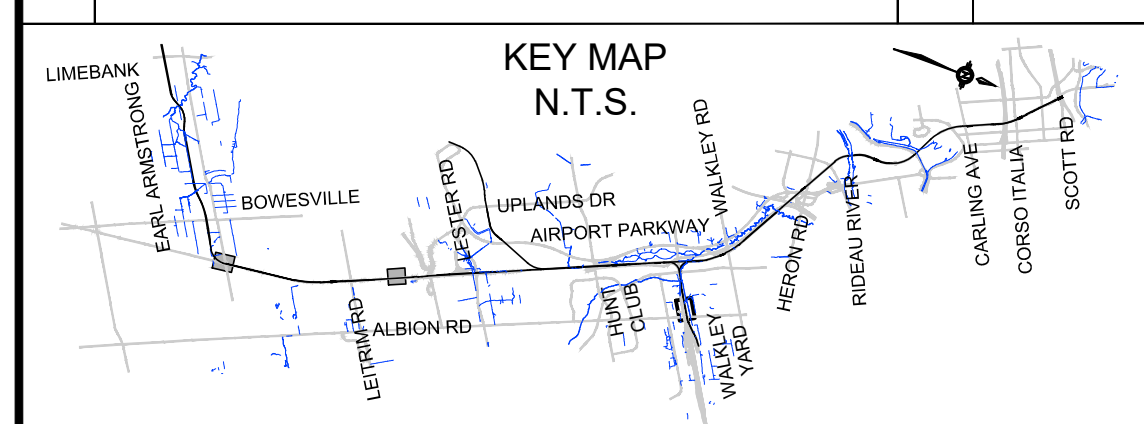 KEY MAP
N.T.S.
LIMEBANK
EARL ARMSTRONG
BOWESVILLE
LEITRIM RD
ALBION RD
LESTER RD
UPLANDS DR
AIRPORT PARKWAY
HUNT
CLUB
WALKLEY RD
WALKLEY
YARD
HERON RD
RIDEAU RIVER
CARLING AVE
CORSO ITALIA
SCOTT RD
N